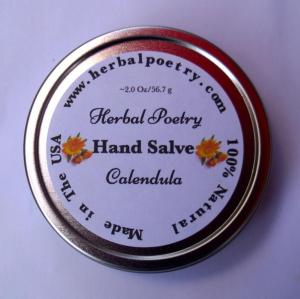 www.herbalpoetry.com
~2.0 Oz/56.7 g
Herbal Poetry
Hand Salve
Calendula
Made in The USA
100% Natural